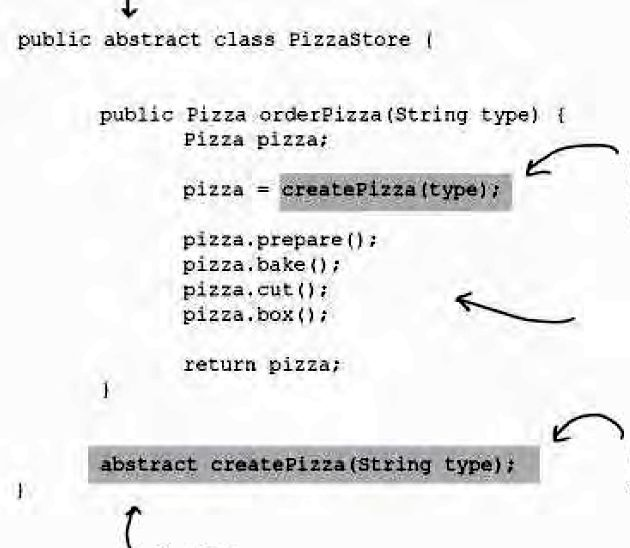 public abstract class PizzaStore {
public Pizza orderPizza(String type) {
Pizza pizza;
pizza = createPizza(type);
pizza.prepare();
pizza.bake();
pizza.cut();
pizza.box();
return pizza;
}
abstract createPizza(String type);
}